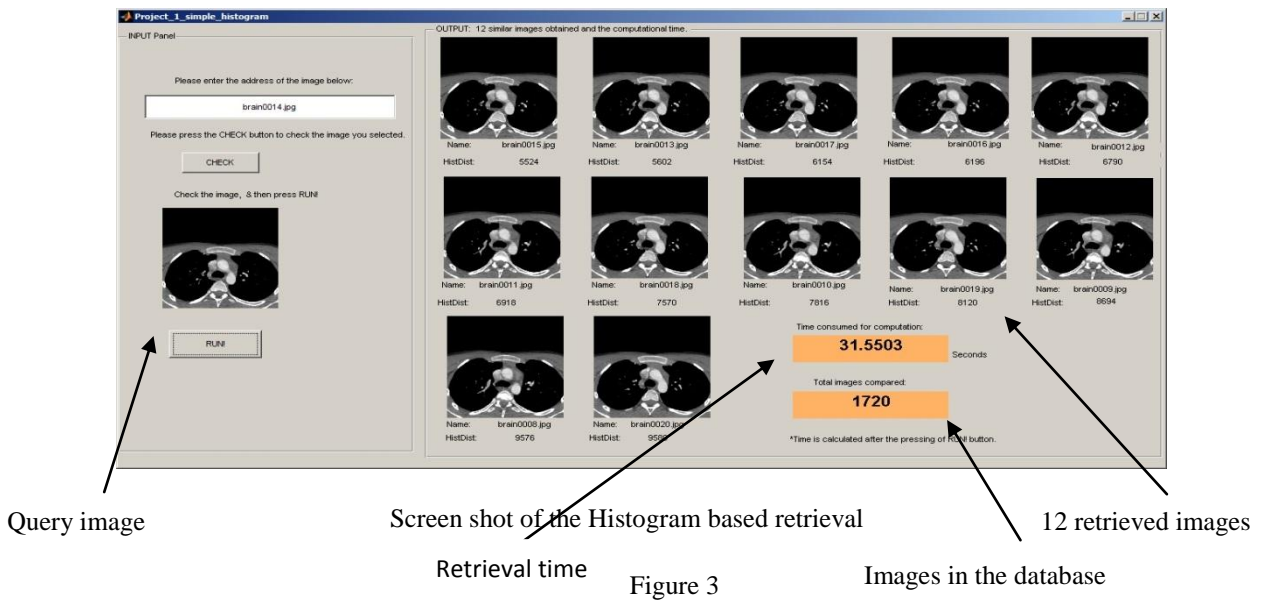 Project_1_simple_histogram
INPUT Panel
Please enter the address of the image below:
brain0014.jpg
Please press the CHECK button to check the image you selected.
CHECK
Check the image, & then press RUN!
RUN!
OUTPUT: 12 similar images obtained and the computational time.
Name: brain0015.jpg Name: brain0013.jpg Name: brain0017.jpg Name: brain0016.jpg Name: brain0012.jpg
HistDist: 5524 HistDist: 5602 HistDist: 6154 HistDist: 6196 HistDist: 6790
Name: brain0011.jpg Name: brain0018.jpg Name: brain0010.jpg Name: brain0019.jpg Name: brain0009.jpg
HistDist: 6918 HistDist: 7570 HistDist: 7816 HistDist: 8120 HistDist: 8694
Name: brain0008.jpg Name: brain0020.jpg
HistDist: 9576 HistDist:
Time consumed for computation:
31.5503 Seconds
Total images compared:
1720
*Time is calculated after the pressing of RUN! button.
Query image
Screen shot of the Histogram based retrieval
12 retrieved images
Retrieval time
Images in the database
Figure 3